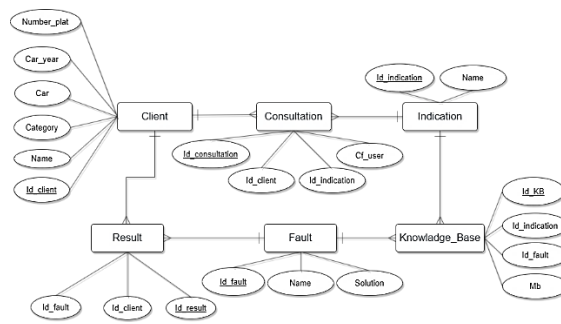 Number_plat
Car_year
Car
Category
Name
Id_client
Client
Consultation
Indication
Id_indication
Name
Id_consultation
Id_client
Id_indication
Cf_user
Result
Fault
Knowladge_Base
Id_KB
Id_indication
Id_fault
Mb
Id_fault
Id_client
Id_result
Id_fault
Name
Solution